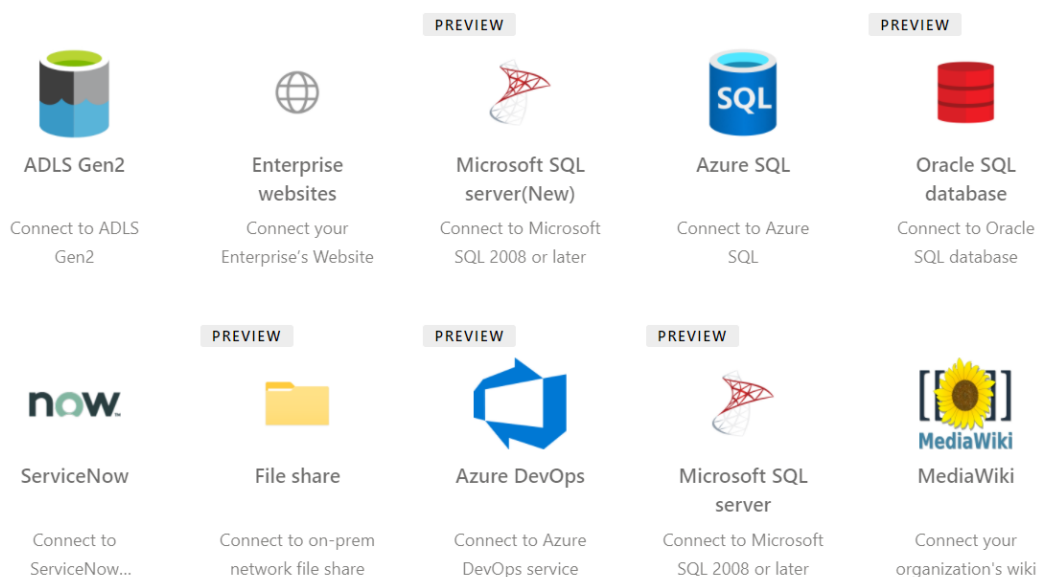 PREVIEW
PREVIEW
SQL
ADLS Gen2
Enterprise
websites
Microsoft SQL
server(New)
Azure SQL
Oracle SQL
database
Connect to ADLS
Gen2
Connect your
Enterprise's Website
Connect to Microsoft
SQL 2008 or later
Connect to Azure
SQL
Connect to Oracle
SQL database
PREVIEW
PREVIEW
PREVIEW
now.
[[ ]]
MediaWiki
ServiceNow
File share
Azure DevOps
Microsoft SQL
server
MediaWiki
Connect to
ServiceNow...
Connect to on-prem
network file share
Connect to Azure
DevOps service
Connect to Microsoft
SQL 2008 or later
Connect your
organization's wiki